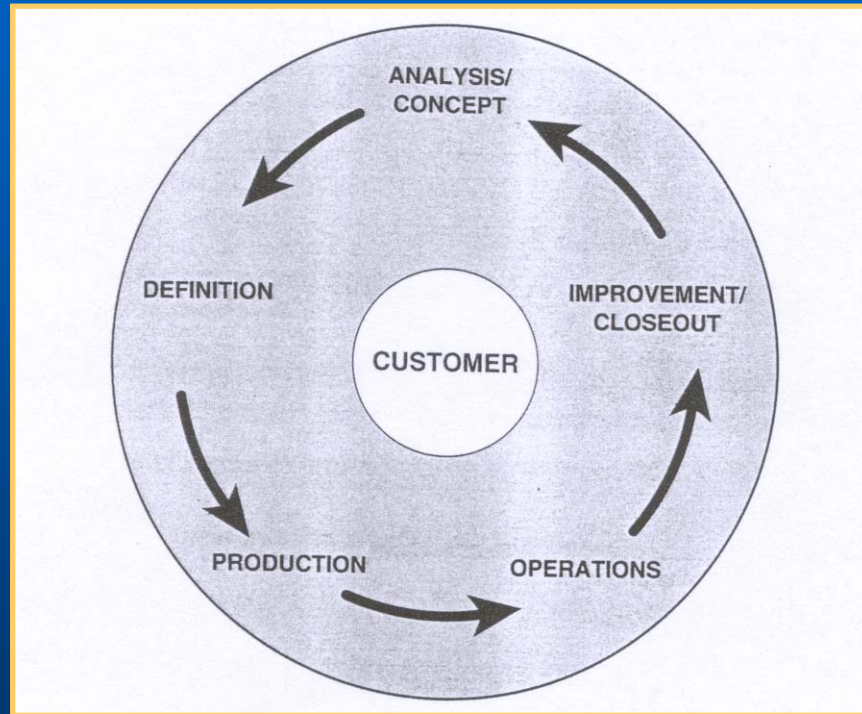 ANALYSIS/
CONCEPT
DEFINITION
IMPROVEMENT/
CLOSEOUT
CUSTOMER
PRODUCTION
OPERATIONS